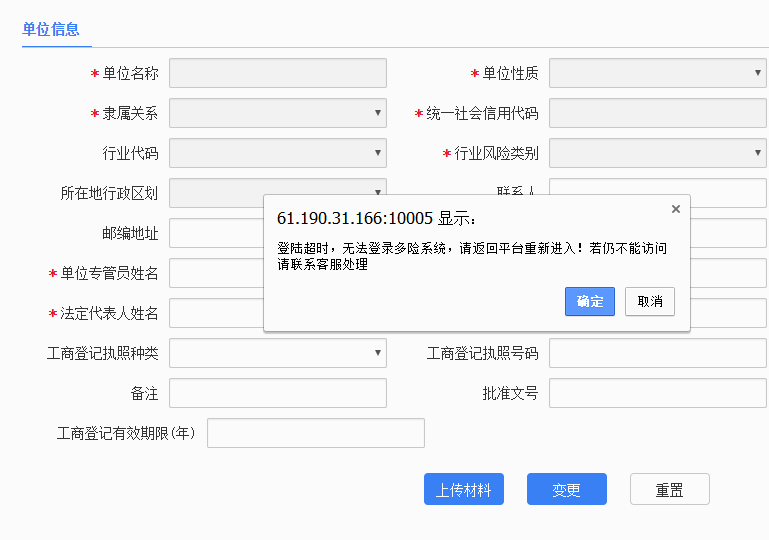 单位信息
*单位名称
*单位性质
*隶属关系
*统一社会信用代码
行业代码
*行业风险类别
所在地行政区划
联系人
邮编地址
*单位专管员姓名
*法定代表人姓名
61.190.31.166:10005 显示：
登陆超时，无法登录多险系统，请返回平台重新进入！若仍不能访问
请联系客服处理
确定
取消
工商登记执照种类
工商登记执照号码
备注
批准文号
工商登记有效期限(年)
上传材料
变更
重置